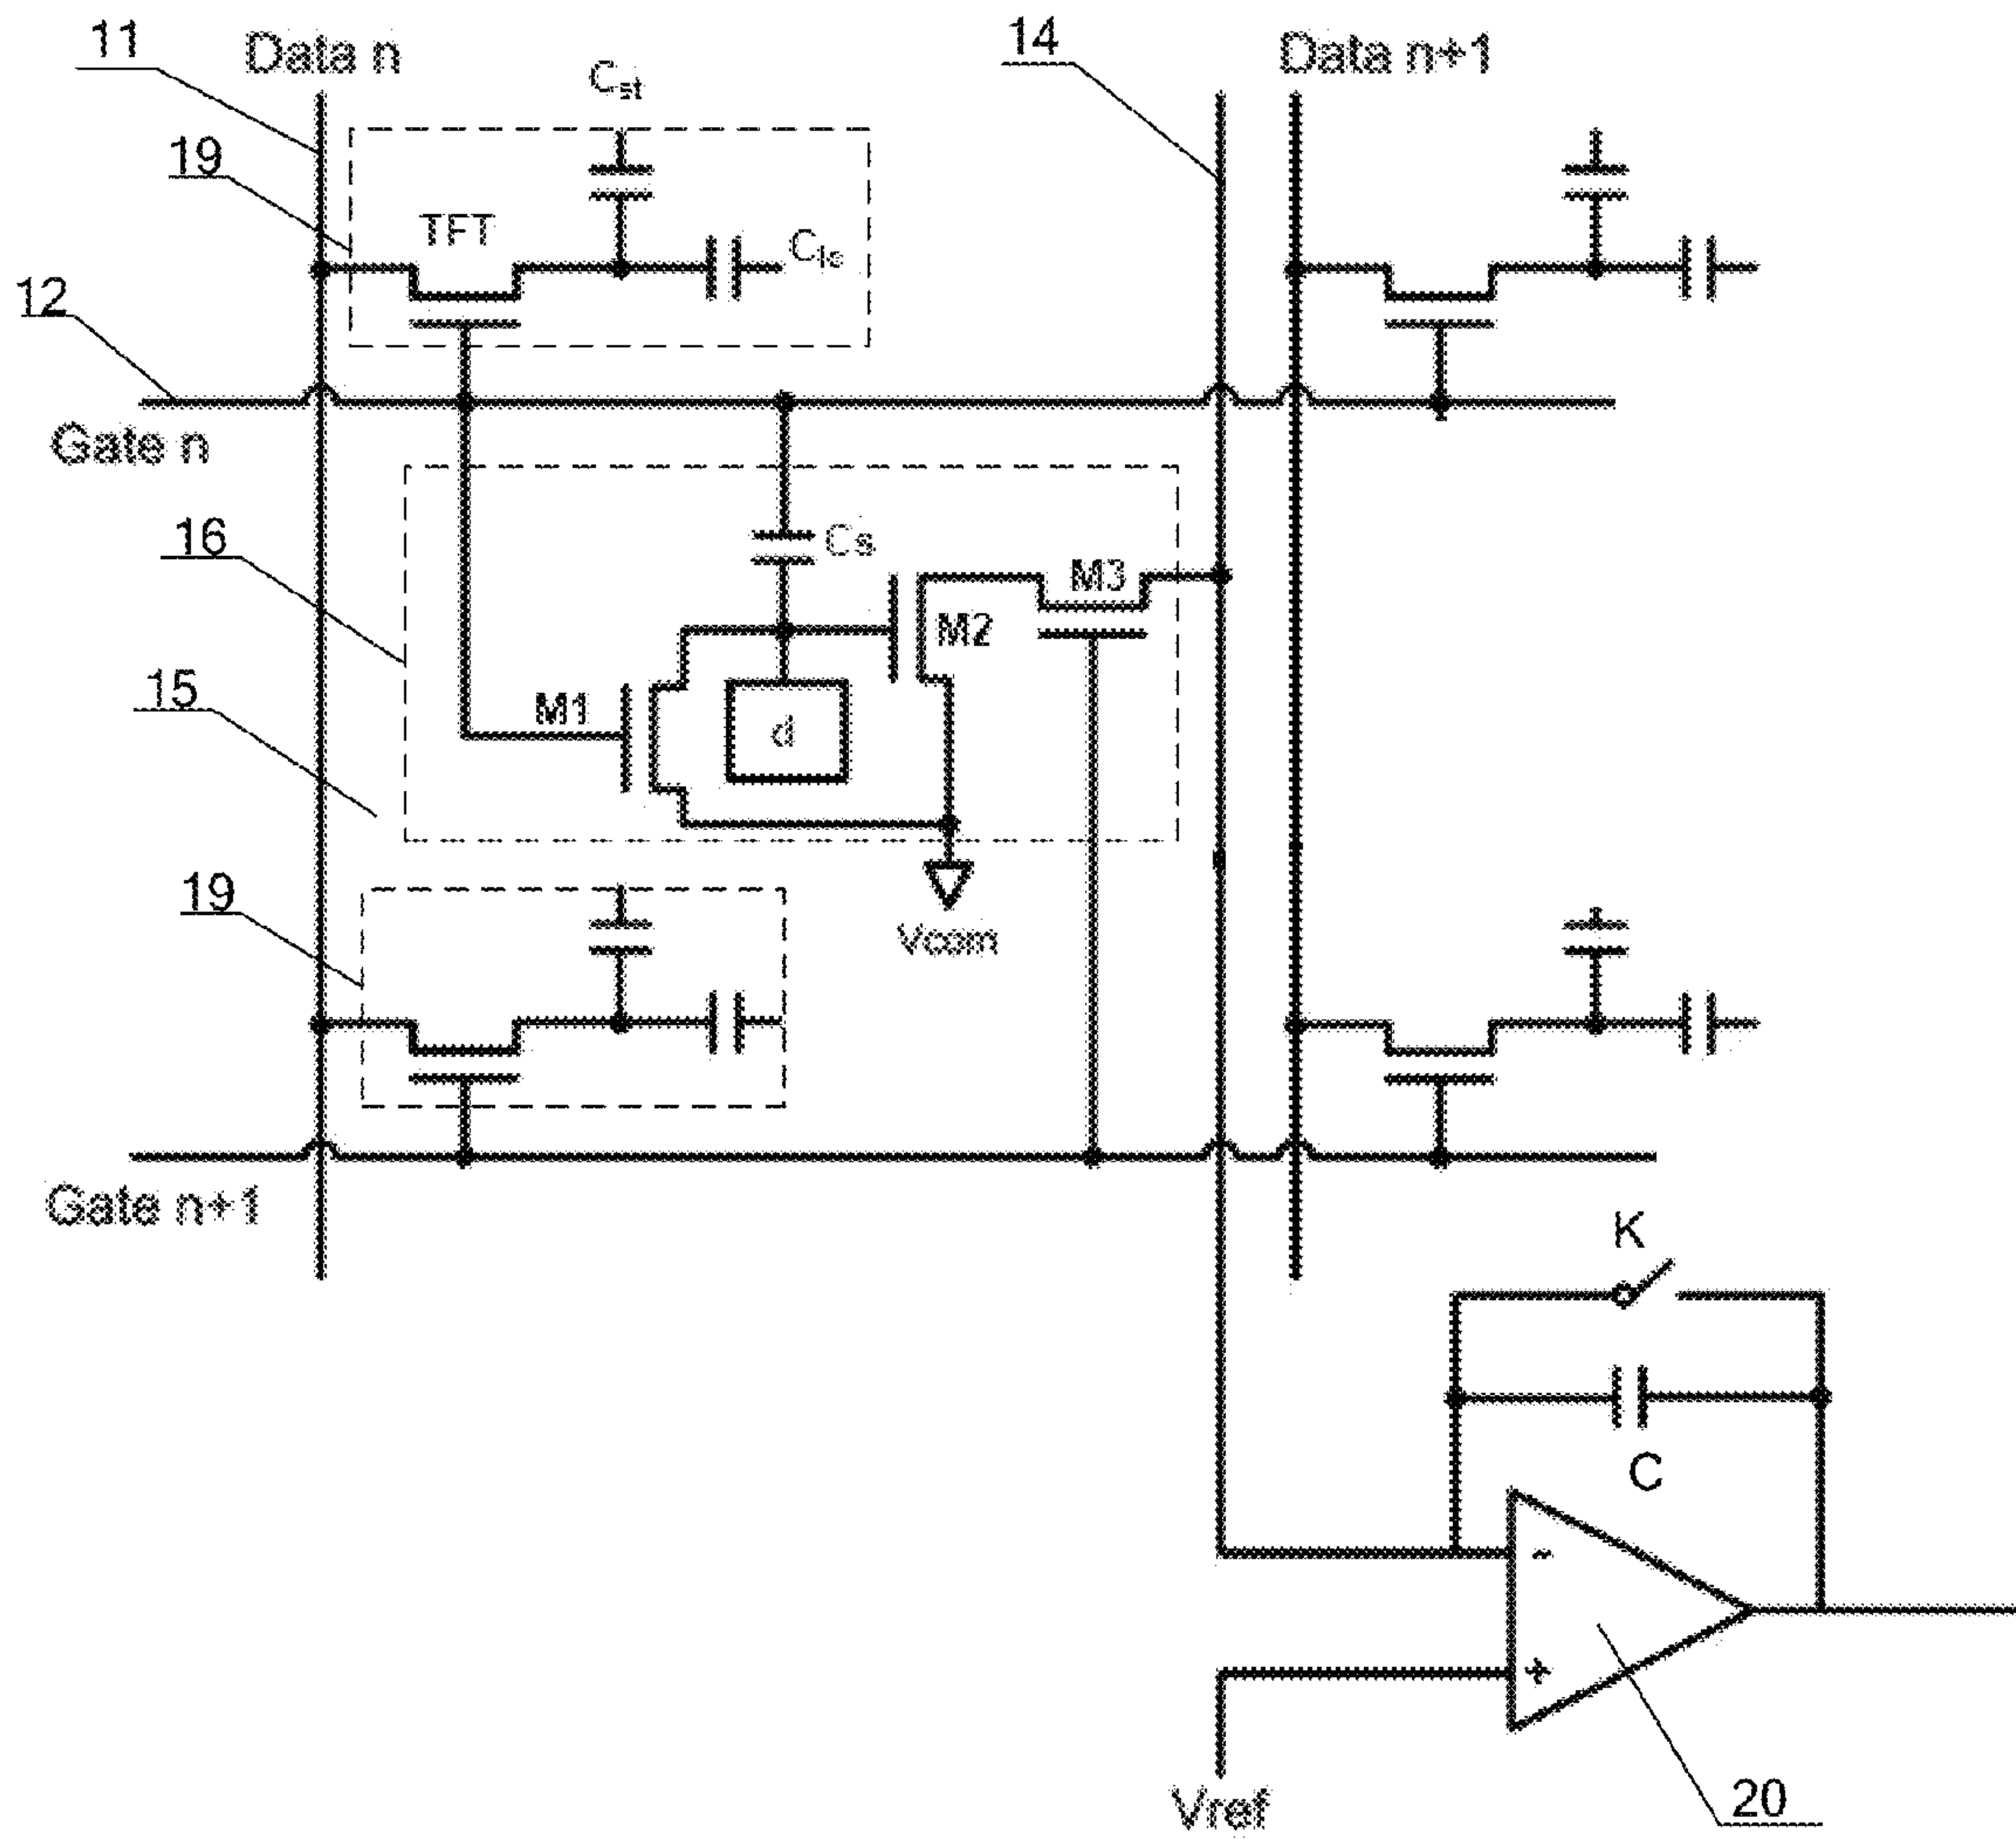 11
Data n
14
Data n+1
Cst
19
TFT
Clc
12
Gate n
16
Cs
M3
M2
15
M1
d
19
Vcom
Gate n+1
K
C
-
+
Vref
20